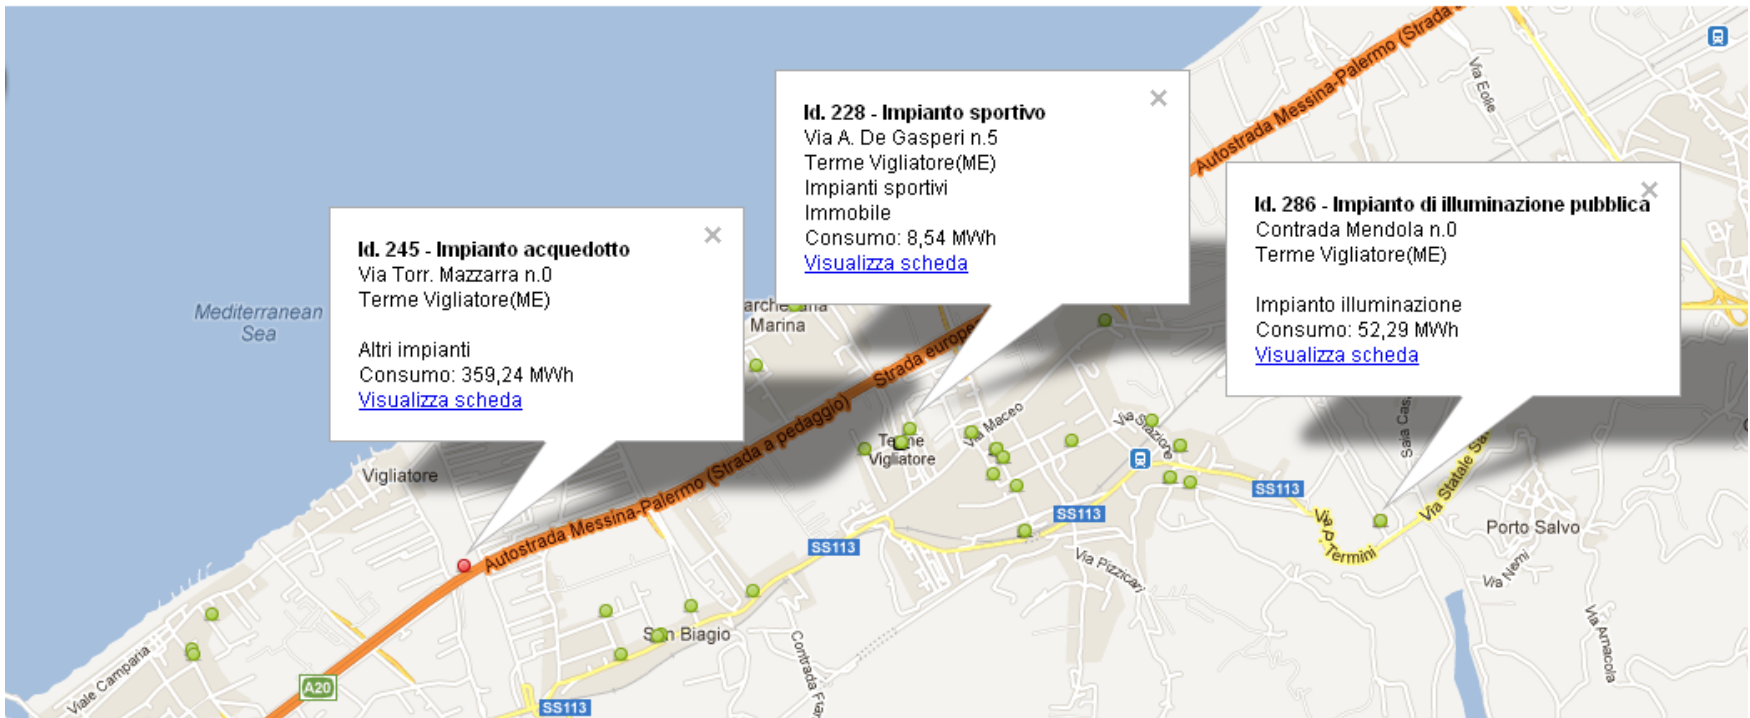 Autostrada Messina-Palermo (Strada
Via Eolie
Id. 228 - Impianto sportivo
Via A. De Gasperi n.5
Terme Vigliatore(ME)
Impianti sportivi
Immobile
Consumo: 8,54 MWh
Visualizza scheda
Id. 286 - Impianto di illuminazione pubblica
Contrada Mendola n.0
Terme Vigliatore(ME)
Impianto illuminazione
Consumo: 52,29 MWh
Visualizza scheda
Id. 245 - Impianto acquedotto
Via Torr. Mazzarra n.0
Terme Vigliatore(ME)
Altri impianti
Consumo: 359,24 MWh
Visualizza scheda
Mediterranean
Sea
Marina
Strada europe
Autostrada Messina-Palermo (Strada a pedaggio)
Via Maceo
Via Stazione
Terme
Vigliatore
Vigliatore
Via Statale
SS113
SS113
SS113
Via P. Termini
Porto Salvo
Via Nemi
Via Pizzicari
Via Arnacola
San Biagio
Contrada
Viale Camparia
A20
SS113